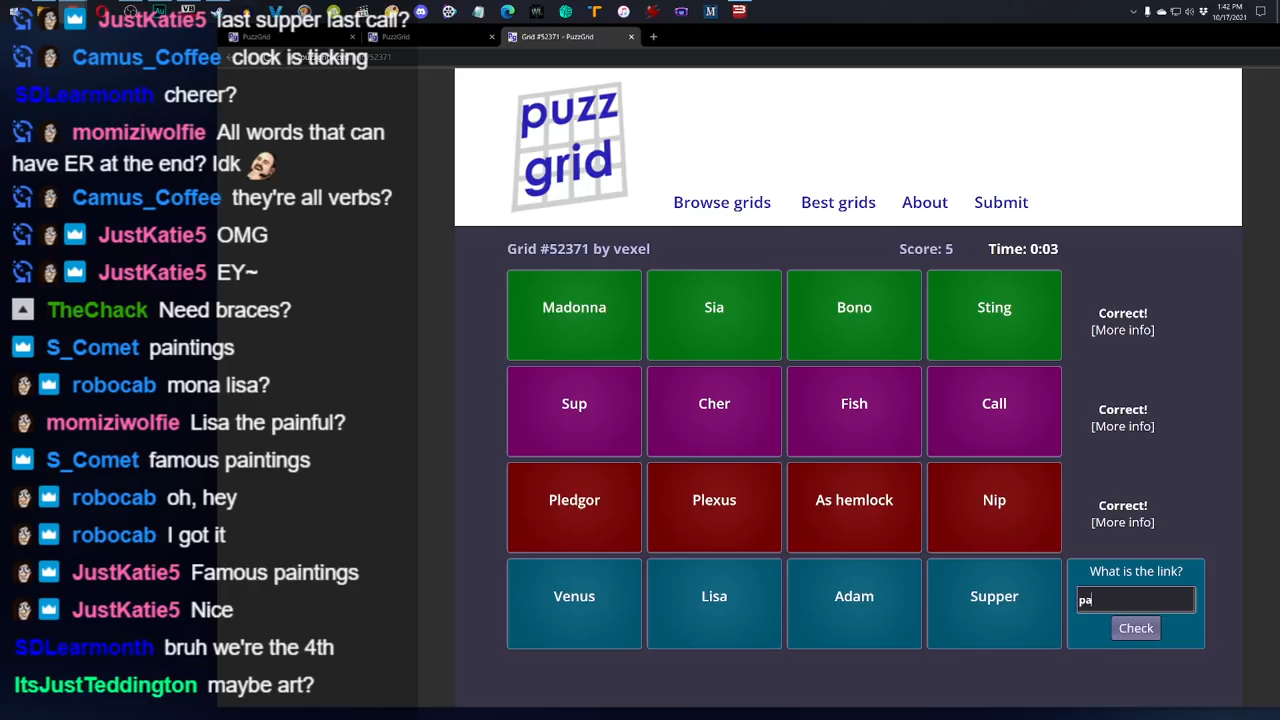 1:42 PM
10/17/2021
PuzzGrid
PuzzGrid
Grid #52371 - PuzzGrid
52371
JustKatie5 last supper last call?
Camus_Coffee clock is ticking
SDLearmonth cherer?
momiziwolfie All words that can
have ER at the end? Idk
Camus_Coffee they're all verbs?
JustKatie5 OMG
JustKatie5 EY~
TheChack Need braces?
S_Comet paintings
robocab mona lisa?
momiziwolfie Lisa the painful?
S_Comet famous paintings
robocab oh, hey
robocab I got it
JustKatie5 Famous paintings
JustKatie5 Nice
SDLearmonth bruh we're the 4th
ItsJustTeddington maybe art?
puzz
grid
Browse grids Best grids About Submit
Grid #52371 by vexel Score: 5 Time: 0:03
Madonna Sia Bono Sting
Correct!
[More info]
Sup Cher Fish Call
Correct!
[More info]
Pledgor Plexus As hemlock Nip
Correct!
[More info]
Venus Lisa Adam Supper
What is the link?
pa
Check